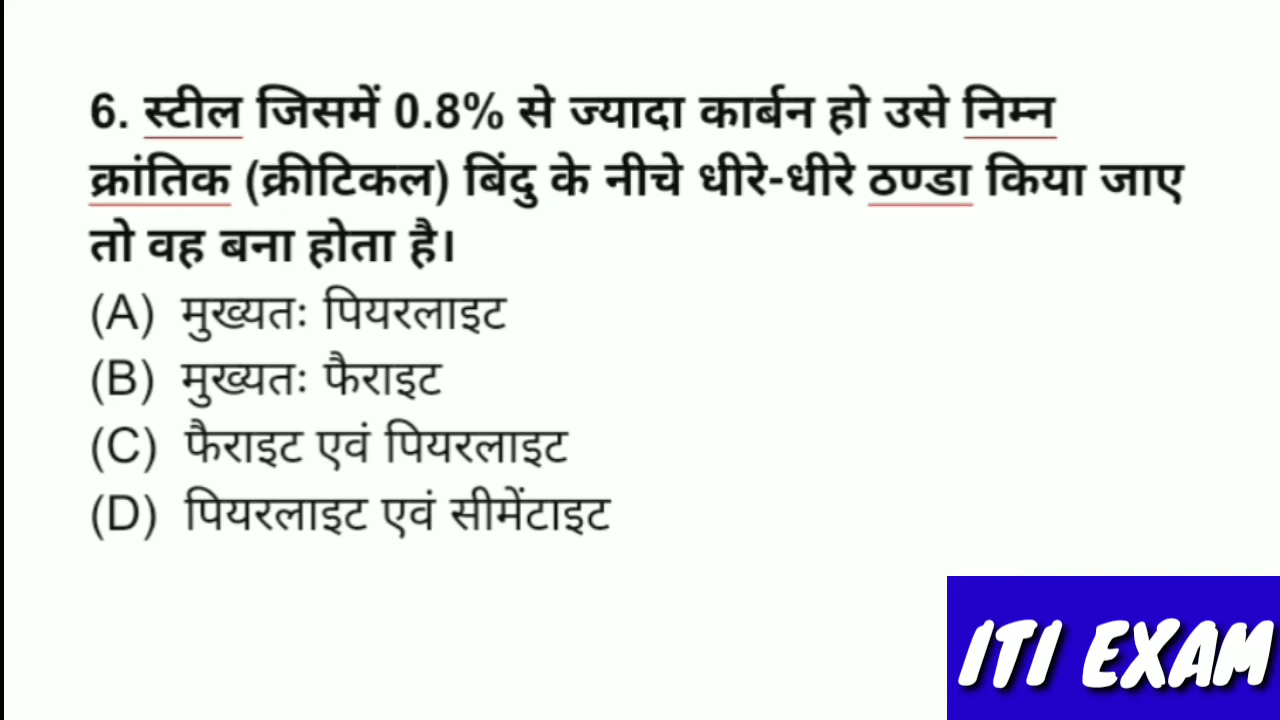 6. स्टील जिसमें 0.8% से ज्यादा कार्बन हो उसे निम्न
क्रांतिक (क्रीटिकल) बिंदु के नीचे धीरे-धीरे ठण्डा किया जाए
तो वह बना होता है।
(A) मुख्यतः पियरलाइट
(B) मुख्यतः फैराइट
(C) फैराइट एवं पियरलाइट
(D) पियरलाइट एवं सीमेंटाइट
ITI EXAM